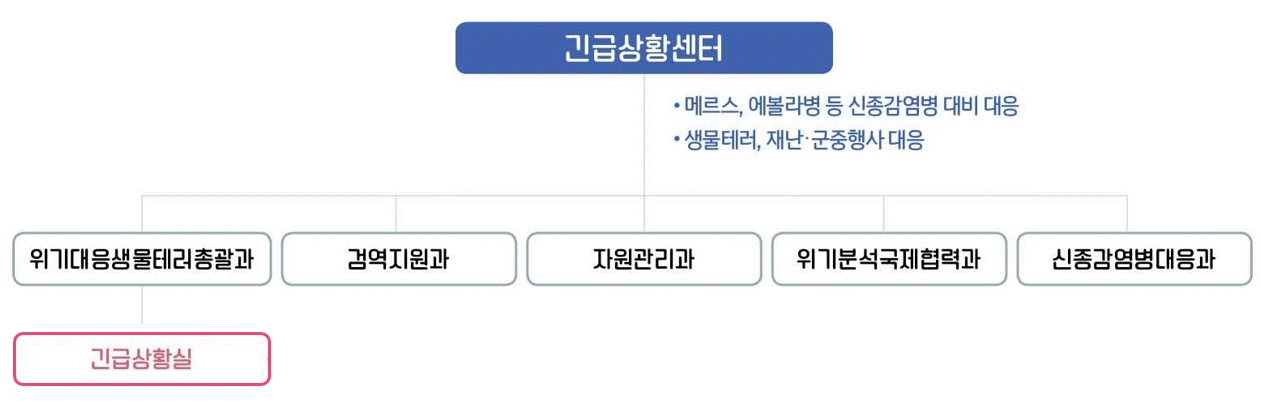 긴급상황센터
• 메르스, 에볼라병 등 신종감염병 대비 대응
• 생물테러, 재난·군중행사 대응
위기대응생물테러총괄과
검역지원과
자원관리과
위기분석국제협력과
신종감염병대응과
긴급상황실